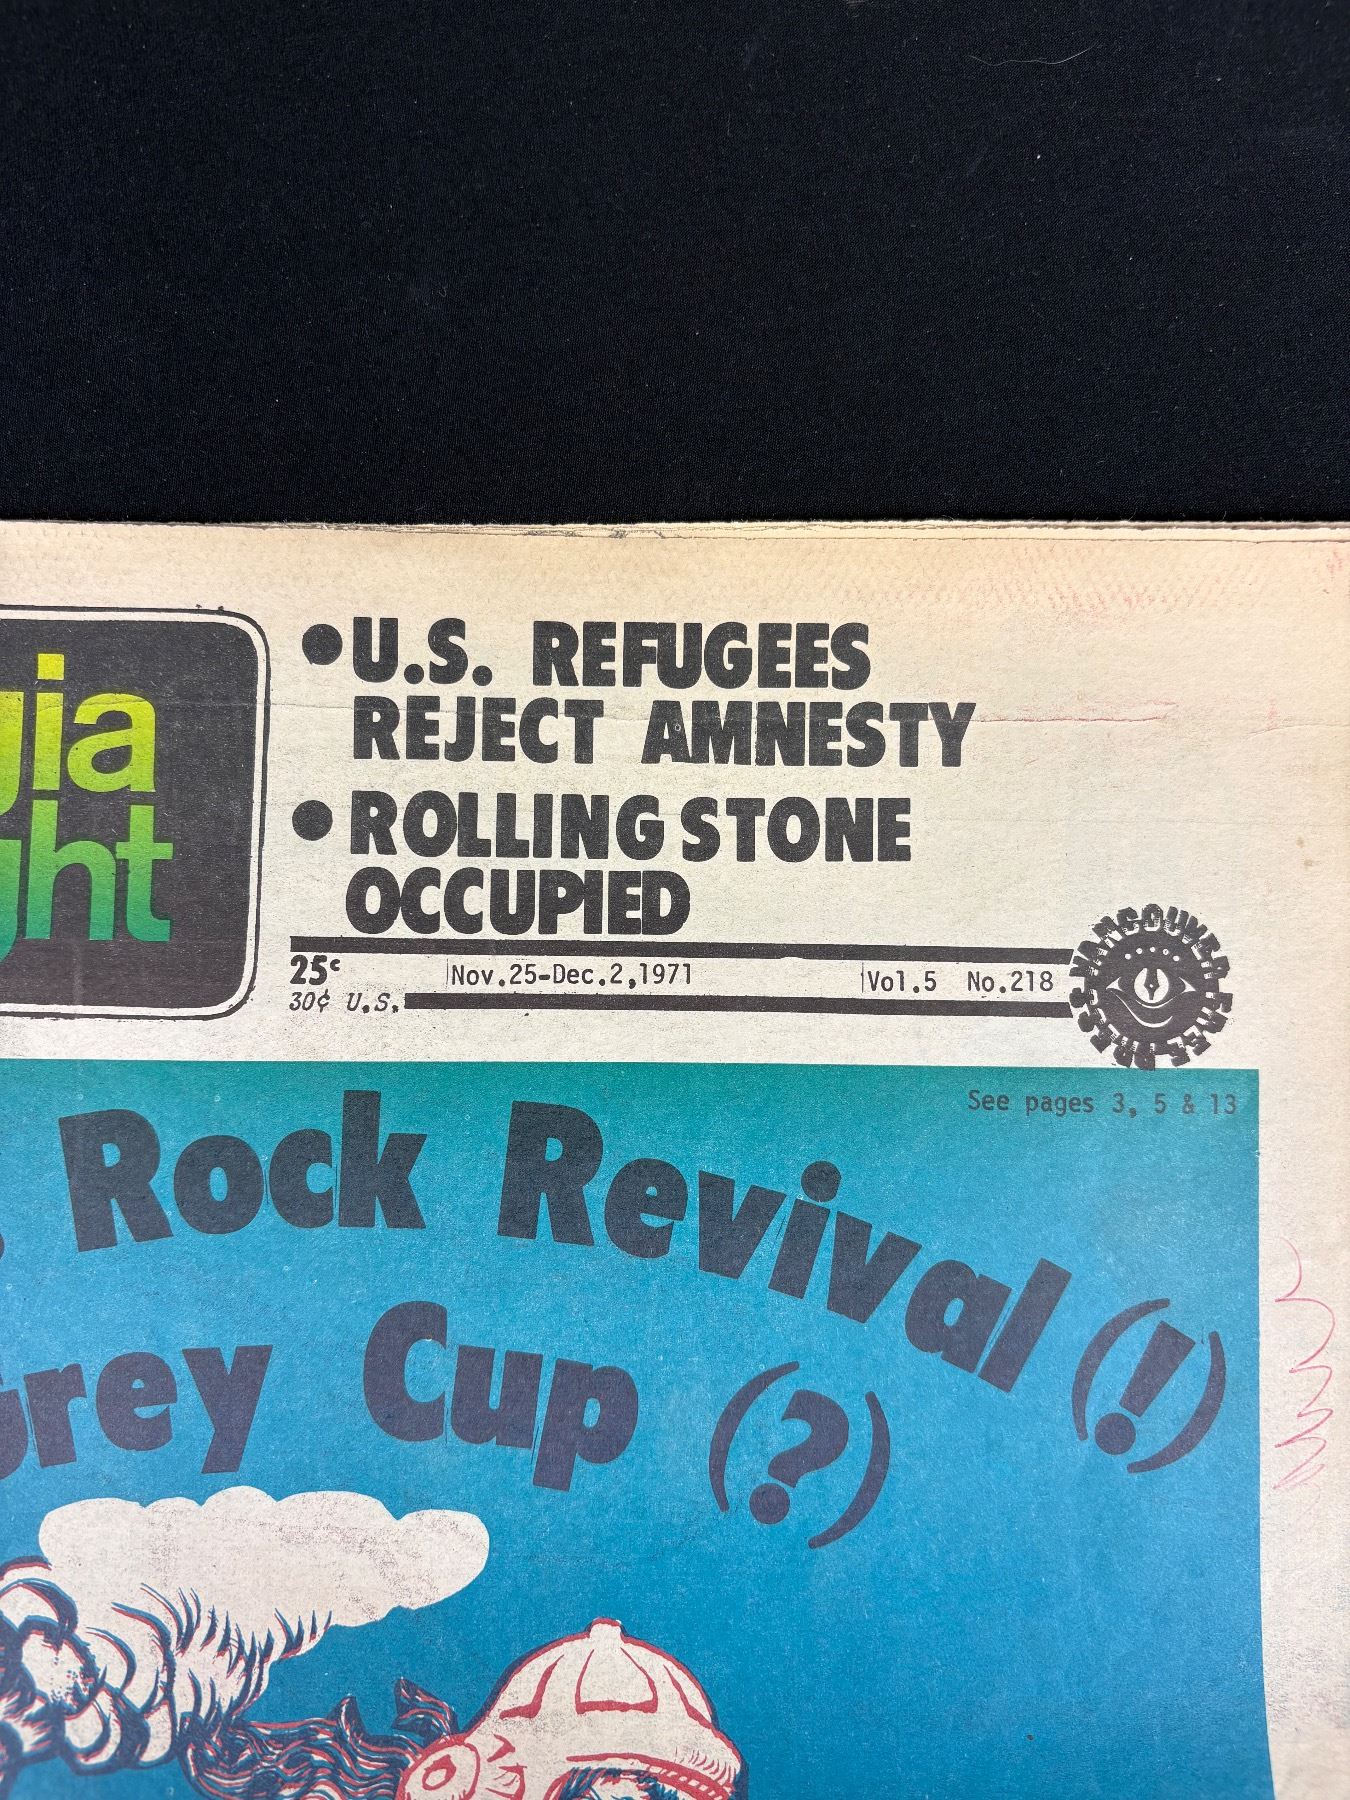 gia
ght
•U.S. REFUGEES
REJECT AMNESTY
•ROLLING STONE
OCCUPIED
25¢
30¢ U.S.
Nov.25-Dec.2,1971
Vol.5 No.218
VANCOUVER FREE PRESS
See pages 3, 5 & 13
Rock Revival (!)
Grey Cup (?)